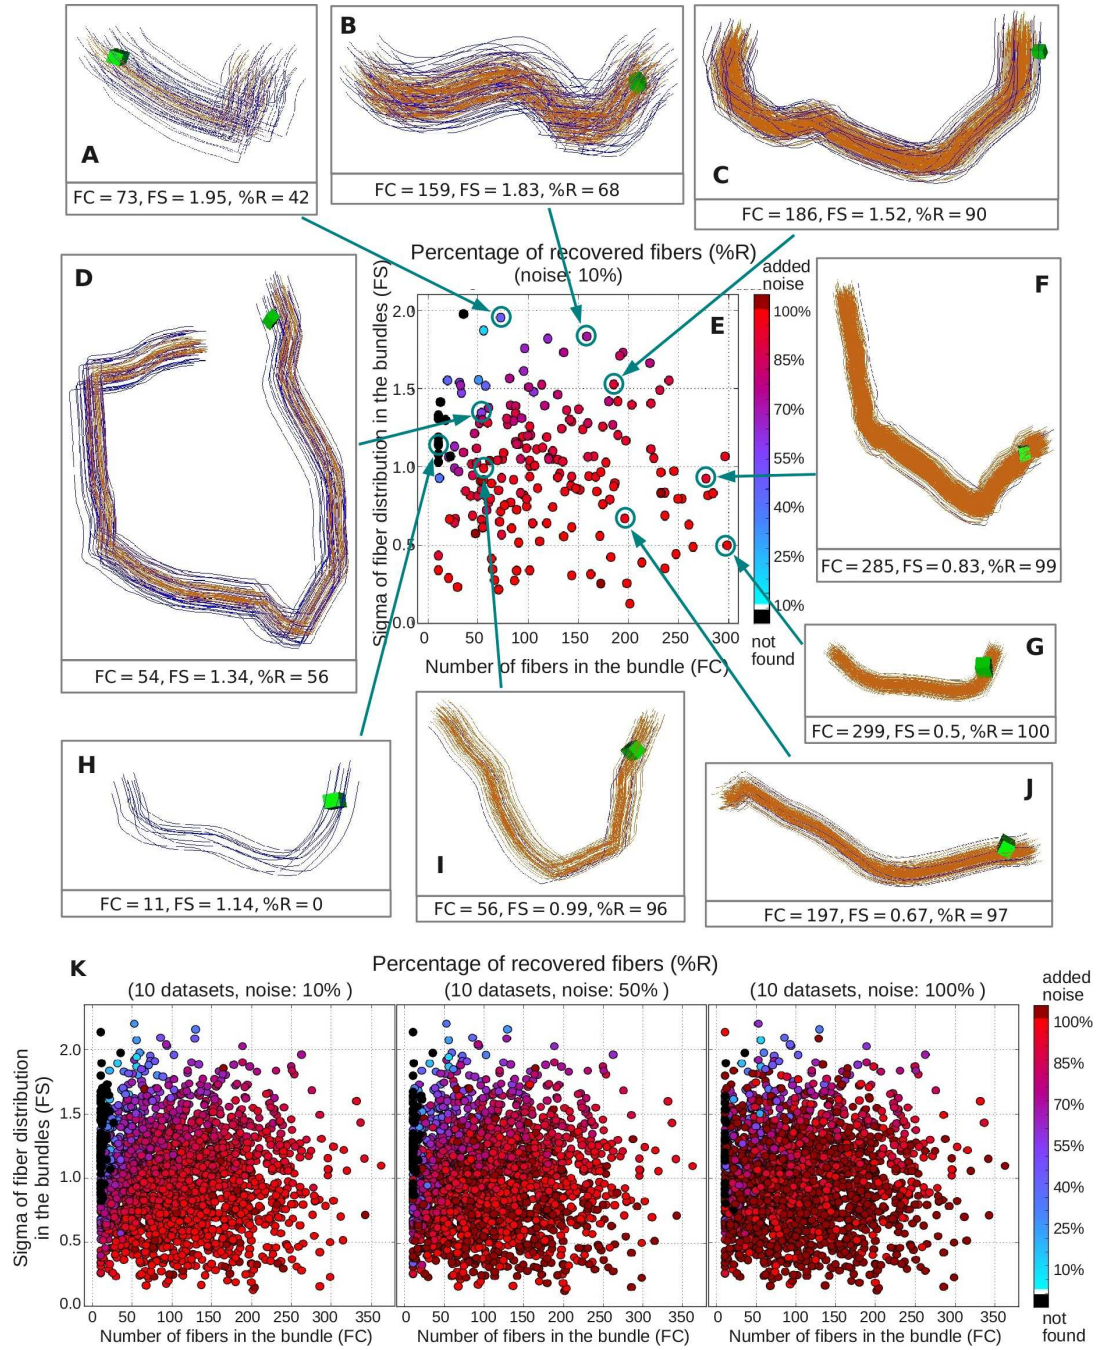 A
FC = 73, FS = 1.95, %R = 42
B
FC = 159, FS = 1.83, %R = 68
C
FC = 186, FS = 1.52, %R = 90
D
FC = 54, FS = 1.34, %R = 56
Percentage of recovered fibers (%R)
(noise: 10%)
E
Sigma of fiber distribution in the bundles (FS)
2.0
1.5
1.0
0.5
0.0
0
50
100
150
200
250
300
Number of fibers in the bundle (FC)
added
noise
100%
85%
70%
55%
40%
25%
10%
not
found
F
FC = 285, FS = 0.83, %R = 99
G
FC = 299, FS = 0.5, %R = 100
H
FC = 11, FS = 1.14, %R = 0
I
FC = 56, FS = 0.99, %R = 96
J
FC = 197, FS = 0.67, %R = 97
K
Percentage of recovered fibers (%R)
(10 datasets, noise: 10% )
(10 datasets, noise: 50% )
(10 datasets, noise: 100% )
Sigma of fiber distribution
in the bundles (FS)
2.0
1.5
1.0
0.5
0.0
0 50 100 150 200 250 300 350
0 50 100 150 200 250 300 350
0 50 100 150 200 250 300 350
Number of fibers in the bundle (FC)
Number of fibers in the bundle (FC)
Number of fibers in the bundle (FC)
added
noise
100%
85%
70%
55%
40%
25%
10%
not
found